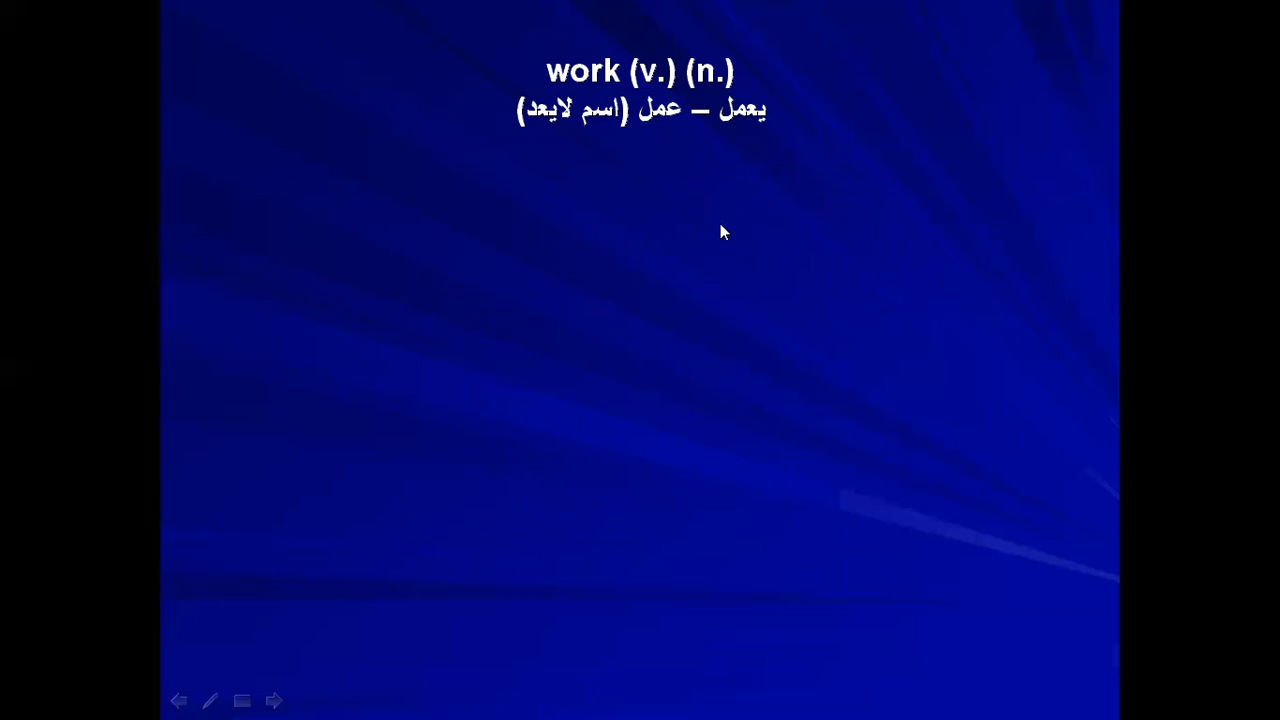 work (v.) (n.)
يعمل – عمل (اسم لايعد)